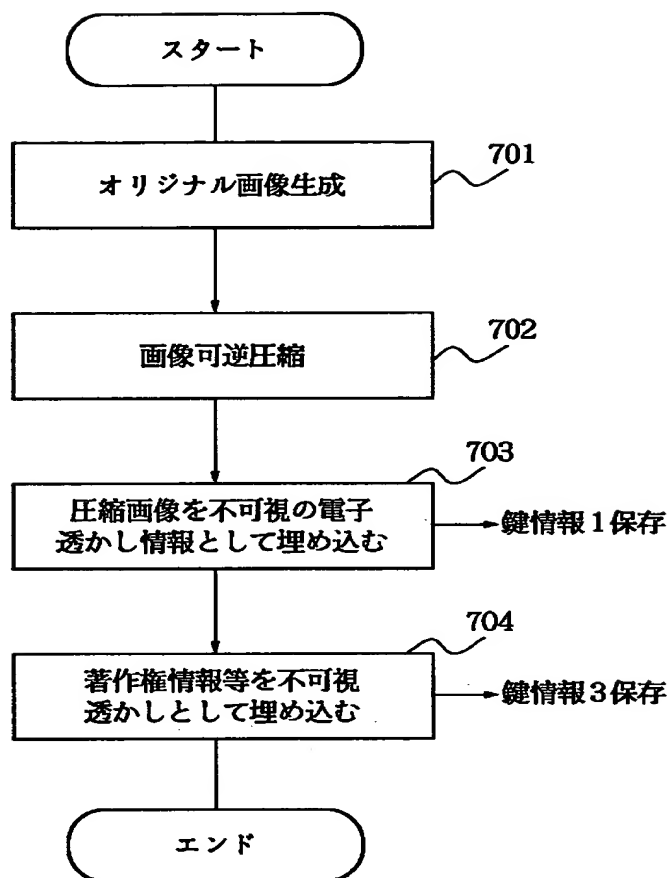 スタート
701
オリジナル画像生成
702
画像可逆圧縮
703
圧縮画像を不可視の電子
透かし情報として埋め込む
鍵情報1保存
704
著作権情報等を不可視
透かしとして埋め込む
鍵情報3保存
エンド